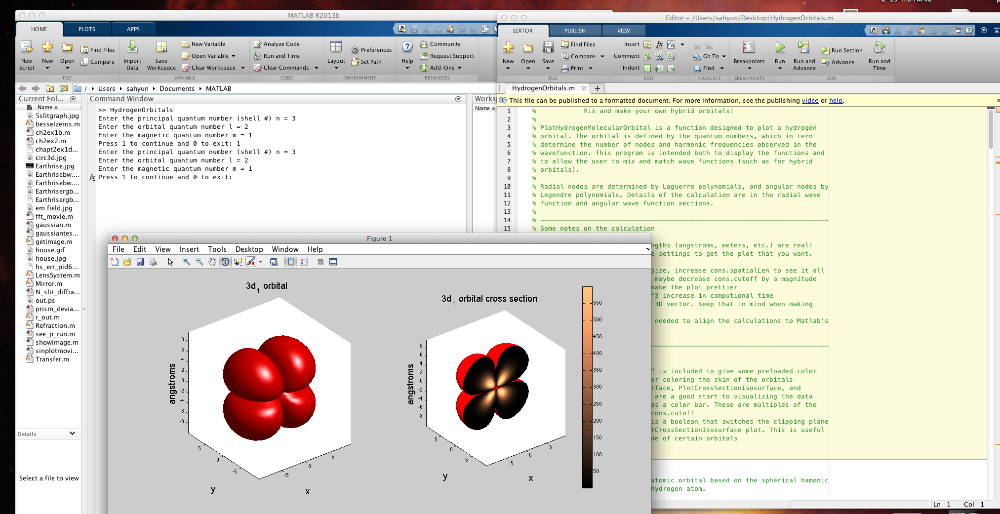 MATLAB R2013b
HOME PLOTS APPS
New Script
New
Open
Find Files
Compare
Import Data
Save Workspace
New Variable
Open Variable
Clear Workspace
Analyze Code
Run and Time
Clear Commands
Layout
Preferences
Set Path
Help
Community
Request Support
Add-Ons
FILE VARIABLE CODE ENVIRONMENT RESOURCES
/ Users sahyun Documents MATLAB
Current Fol...
Name
5slitgraph.jpg
besselzeros.m
ch2ex1b.m
ch2ex2.m
chapt2ex1d...
circ3d.jpg
Earthrise.jpg
Earthrisebw....
Earthrisebw....
Earthrisergb...
Earthrisergb...
em field.jpg
fft_movie.m
gaussian.m
gaussiantes...
getimage.m
house.gif
house.jpg
hs_err_pid6...
LensSystem.m
Mirror.m
N_slit_diffra...
out.ps
prism_devia...
r_out.m
Refraction.m
see_p_run.m
showimage.m
sinplotmovi...
Transfer.m
Details
Select a file to view
Command Window
>> HydrogenOrbitals
Enter the principal quantum number (shell #) n = 3
Enter the orbital quantum number l = 2
Enter the magnetic quantum number m = 1
Press 1 to continue and 0 to exit: 1
Enter the principal quantum number (shell #) n = 3
Enter the orbital quantum number l = 2
Enter the magnetic quantum number m = 1
fx Press 1 to continue and 0 to exit:
Works
Name
Editor - /Users/sahyun/Desktop/HydrogenOrbitals.m
EDITOR PUBLISH VIEW
New
Open
Save
Find Files
Compare
Print
Insert
Comment
Indent
Go To
Find
Breakpoints
Run
Run and Advance
Run Section
Advance
Run and Time
FILE EDIT NAVIGATE BREAKPOINTS RUN
HydrogenOrbitals.m
This file can be published to a formatted document. For more information, see the publishing video or help.
1 % Mix and make your own hybrid orbitals!
2 %
3 % PlotHydrogenMolecularOrbital is a function designed to plot a hydrogen
4 % orbital. The orbital is defined by the quantum numbers, which in tern
5 % determine the number of nodes and harmonic frequencies observed in the
6 % wavefunction. This program is intended both to display the functions and
7 % to allow the user to mix and match wave functions (such as for hybrid
8 % orbitals).
9 %
10 % Radial nodes are determined by Laguerre polynomials, and angular nodes by
11 % Legendre polynomials. Details of the calculation are in the radial wave
12 % function and angular wave function sections.
13 %
14 % -------------------------------------------------------------------------
15 % Some notes on the calculation
ngths (angstroms, meters, etc.) are real!
e settings to get the plot that you want.
size, increase cons.spatialLen to see it all
maybe decrease cons.cutoff by a magnitude
make the plot prettier
^3 increase in computional time
3D vector. Keep that in mind when making
needed to align the calculations to Matlab's
" is included to give some preloaded color
or coloring the skin of the orbitals
rface, PlotCrossSectionIsosurface, and
are a good start to visualizing the data
as a color bar. These are multiples of the
cons.cutoff
is a boolean that switches the clipping plane
tCrossSectionIsosurface plot. This is useful
de of certain orbitals
atomic orbital based on the spherical hamonic
hydrogen atom.
Ln 1 Col 1
Figure 1
File Edit View Insert Tools Desktop Window Help
3d1 orbital
8
6
4
2
0
-2
-4
-6
-8
angstroms
5 0 -5
y
-5 0 5
x
3d1 orbital cross section
8
6
4
2
0
-2
-4
-6
-8
angstroms
5 0 -5
y
-5 0 5
x
550
500
450
400
350
300
250
200
150
100
50